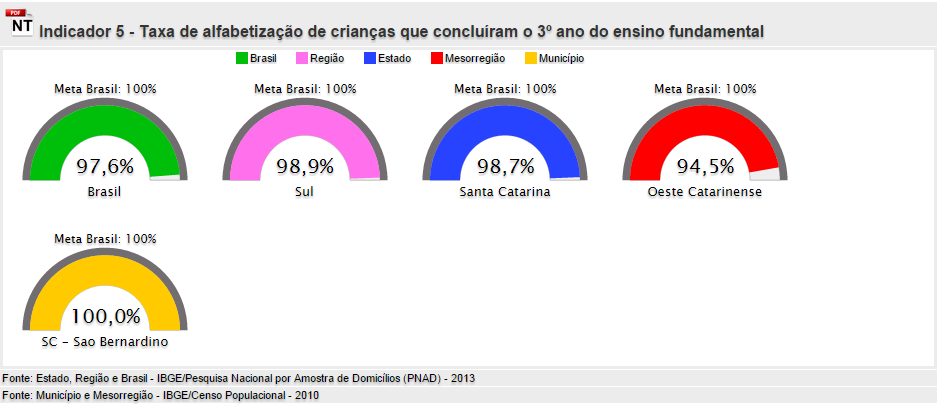 PDF
NT
Indicador 5 - Taxa de alfabetização de crianças que concluíram o 3º ano do ensino fundamental
Brasil Região Estado Mesorregião Município
Meta Brasil: 100% Meta Brasil: 100% Meta Brasil: 100% Meta Brasil: 100%
97,6% 98,9% 98,7% 94,5%
Brasil Sul Santa Catarina Oeste Catarinense
Meta Brasil: 100%
100,0%
SC - Sao Bernardino
Fonte: Estado, Região e Brasil - IBGE/Pesquisa Nacional por Amostra de Domicílios (PNAD) - 2013
Fonte: Município e Mesorregião - IBGE/Censo Populacional - 2010